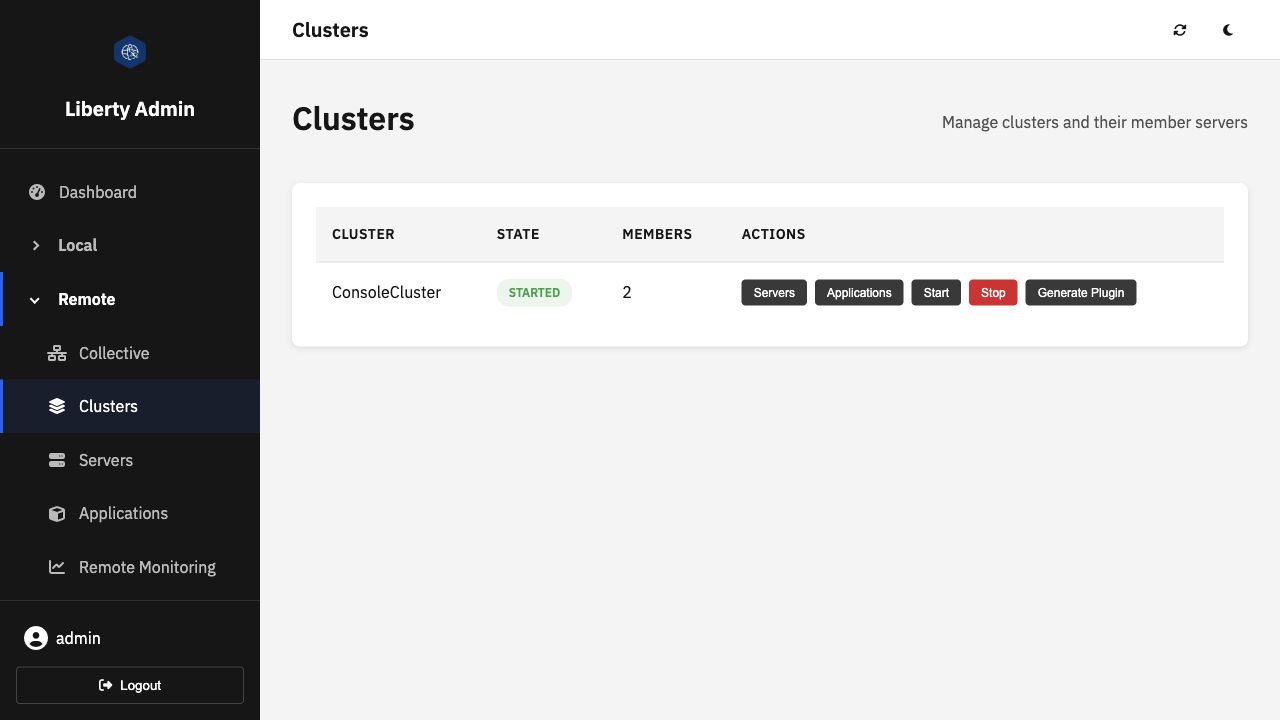 Liberty Admin
Dashboard
Local
Remote
Collective
Clusters
Servers
Applications
Remote Monitoring
admin
Logout
Clusters
Clusters
Manage clusters and their member servers
CLUSTER STATE MEMBERS ACTIONS
ConsoleCluster STARTED 2 Servers Applications Start Stop Generate Plugin